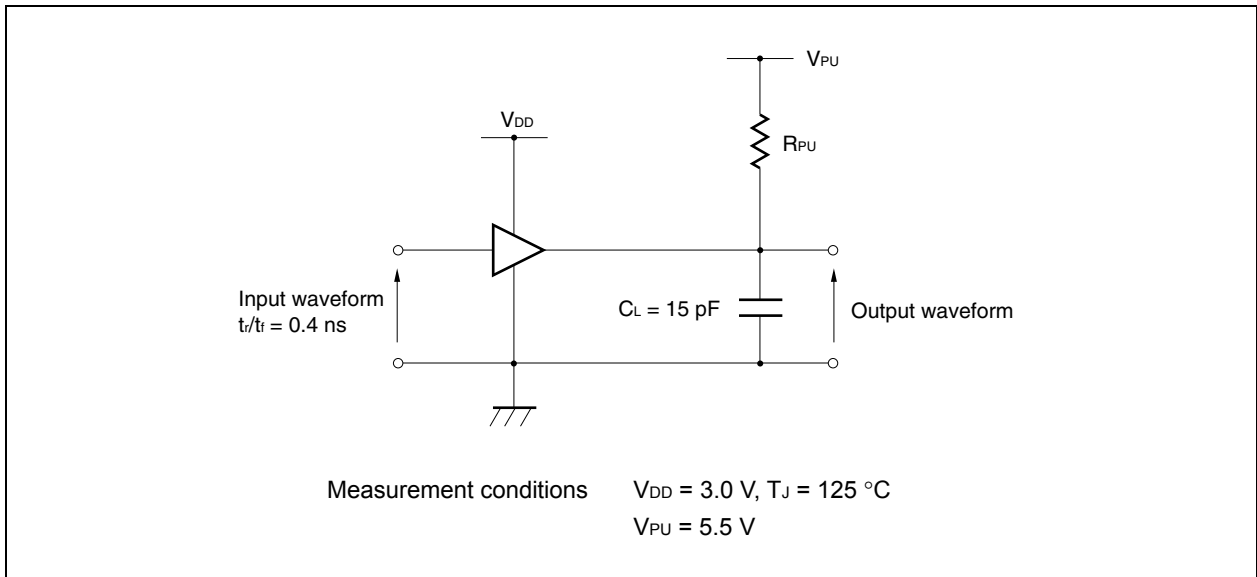 VPU
VDD
RPU
Input waveform
tr/tf = 0.4 ns
CL = 15 pF
Output waveform
Measurement conditions VDD = 3.0 V, TJ = 125 °C
VPU = 5.5 V